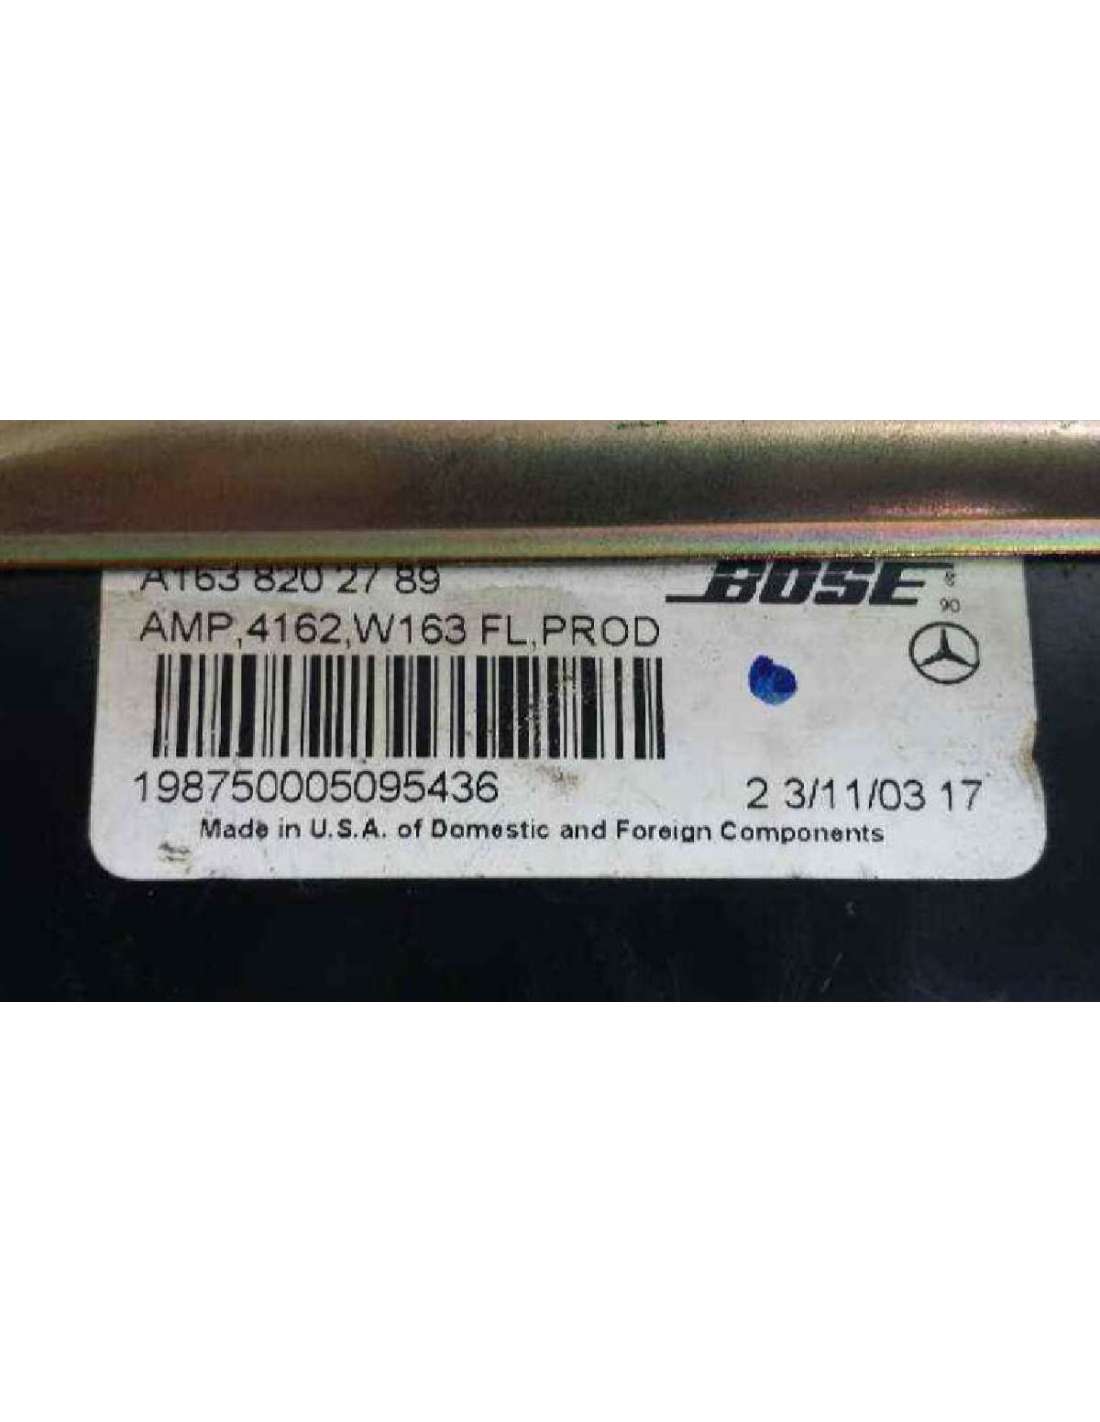 A163 820 27 89
BOSE
90
AMP,4162,W163 FL,PROD
198750005095436
2 3/11/03 17
Made in U.S.A. of Domestic and Foreign Components